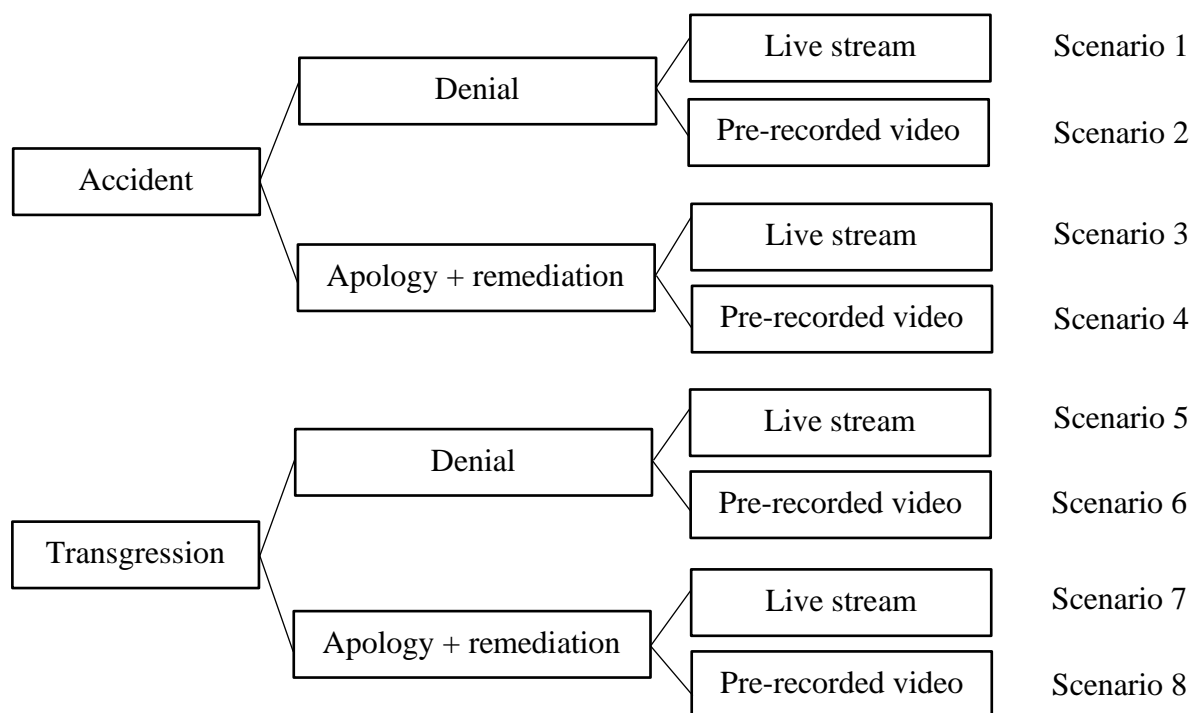 Live stream Scenario 1
Denial
Pre-recorded video Scenario 2
Accident
Live stream Scenario 3
Apology + remediation
Pre-recorded video Scenario 4
Live stream Scenario 5
Denial
Pre-recorded video Scenario 6
Transgression
Live stream Scenario 7
Apology + remediation
Pre-recorded video Scenario 8